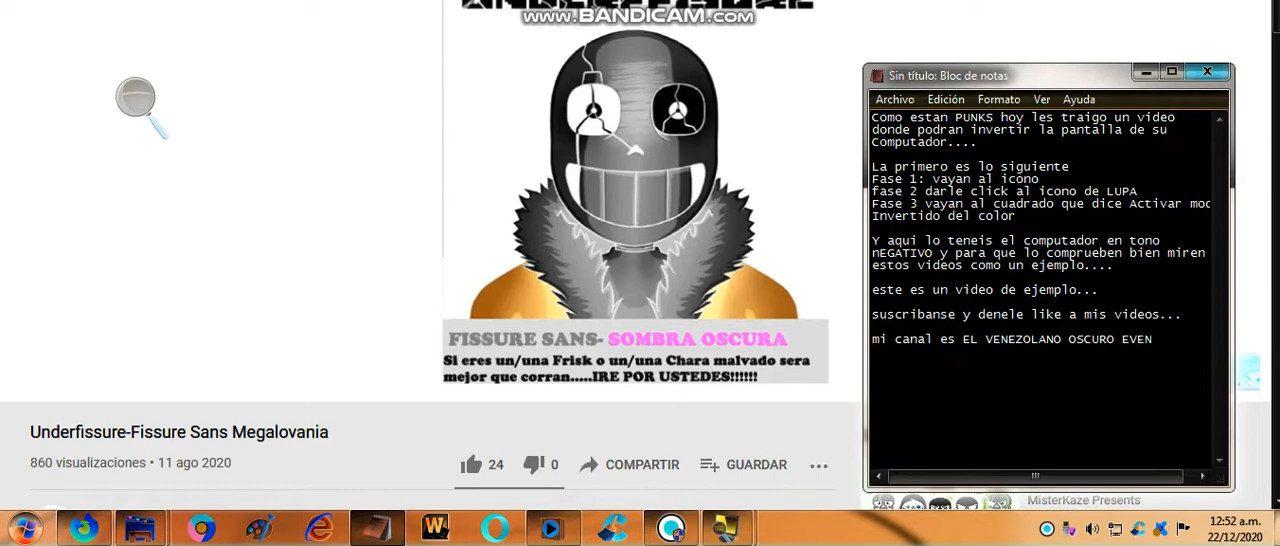 UNDERFISSURE
WWW.BANDICAM.COM
FISSURE SANS- SOMBRA OSCURA
Si eres un/una Frisk o un/una Chara malvado sera
mejor que corran.....IRE POR USTEDES!!!!!!
Underfissure-Fissure Sans Megalovania
860 visualizaciones • 11 ago 2020
24
0
COMPARTIR
GUARDAR
Sin título: Bloc de notas
Archivo Edición Formato Ver Ayuda
Como estan PUNKS hoy les traigo un video
donde podran invertir la pantalla de su
Computador....
La primero es lo siguiente
Fase 1: vayan al icono
fase 2 darle click al icono de LUPA
Fase 3 vayan al cuadrado que dice Activar mod
Invertido del color
Y aqui lo teneis el computador en tono
nEGATIVO y para que lo comprueben bien miren
estos videos como un ejemplo....
este es un video de ejemplo...
suscribanse y denele like a mis videos...
mi canal es EL VENEZOLANO OSCURO EVEN
MisterKaze Presents
12:52 a.m.
22/12/2020